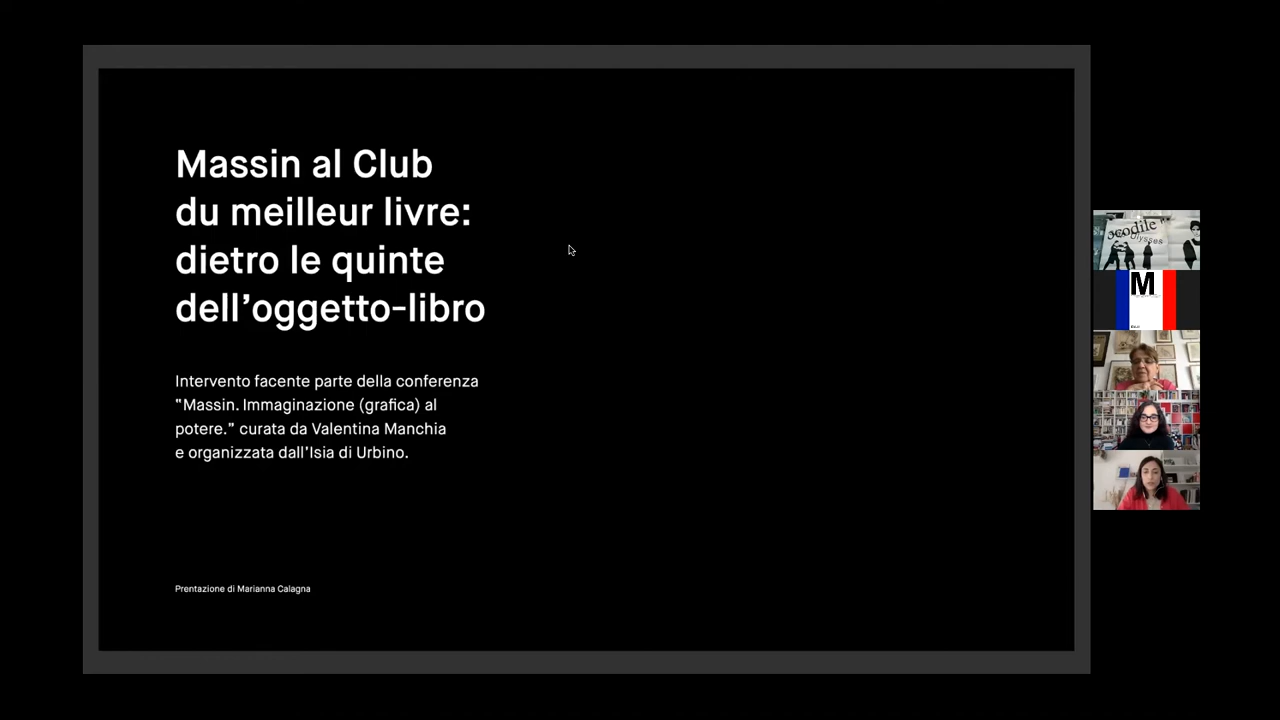 Massin al Club
du meilleur livre:
dietro le quinte
dell'oggetto-libro
Intervento facente parte della conferenza
"Massin. Immaginazione (grafica) al
potere." curata da Valentina Manchia
e organizzata dall'Isia di Urbino.
Prentazione di Marianna Calagna
ulysses
M